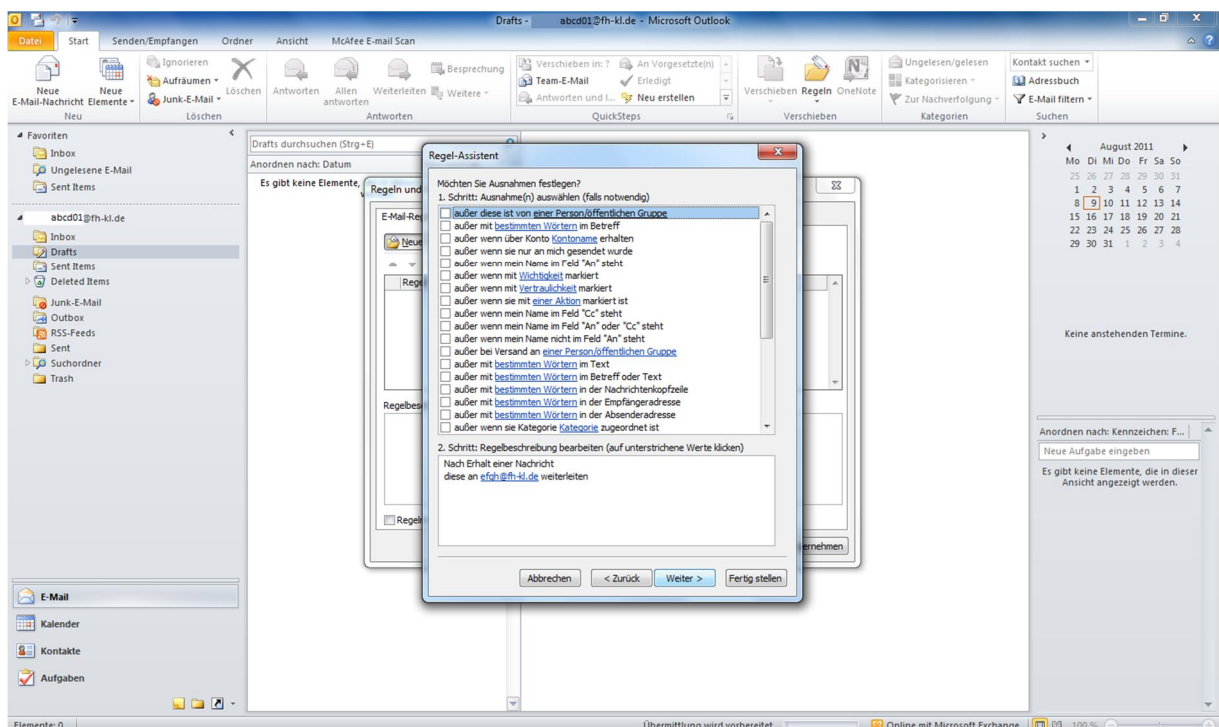 Drafts - abcd01@fh-kl.de - Microsoft Outlook
Datei Start Senden/Empfangen Ordner Ansicht McAfee E-mail Scan
Neue E-Mail-Nachricht
Neue Elemente
Neu
Ignorieren
Aufräumen
Junk-E-Mail
Löschen
Löschen
Antworten
Allen antworten
Weiterleiten
Besprechung
Weitere
Antworten
Verschieben in: ?
Team-E-Mail
Antworten und l...
An Vorgesetzte(n)
Erledigt
Neu erstellen
QuickSteps
Verschieben
Regeln
OneNote
Verschieben
Ungelesen/gelesen
Kategorisieren
Zur Nachverfolgung
Kategorien
Kontakt suchen
Adressbuch
E-Mail filtern
Suchen
Favoriten
Inbox
Ungelesene E-Mail
Sent Items
abcd01@fh-kl.de
Inbox
Drafts
Sent Items
Deleted Items
Junk-E-Mail
Outbox
RSS-Feeds
Sent
Suchordner
Trash
E-Mail
Kalender
Kontakte
Aufgaben
Drafts durchsuchen (Strg+E)
Anordnen nach: Datum
Es gibt keine Elemente,
Regeln und
E-Mail-Reg
Neue
Rege
Regelbes
Regeln
ernehmen
Regel-Assistent
Möchten Sie Ausnahmen festlegen?
1. Schritt: Ausnahme(n) auswählen (falls notwendig)
außer diese ist von einer Person/öffentlichen Gruppe
außer mit bestimmten Wörtern im Betreff
außer wenn über Konto Kontoname erhalten
außer wenn sie nur an mich gesendet wurde
außer wenn mein Name im Feld "An" steht
außer wenn mit Wichtigkeit markiert
außer wenn mit Vertraulichkeit markiert
außer wenn sie mit einer Aktion markiert ist
außer wenn mein Name im Feld "Cc" steht
außer wenn mein Name im Feld "An" oder "Cc" steht
außer wenn mein Name nicht im Feld "An" steht
außer bei Versand an einer Person/öffentlichen Gruppe
außer mit bestimmten Wörtern im Text
außer mit bestimmten Wörtern im Betreff oder Text
außer mit bestimmten Wörtern in der Nachrichtenkopfzeile
außer mit bestimmten Wörtern in der Empfängeradresse
außer mit bestimmten Wörtern in der Absenderadresse
außer wenn sie Kategorie Kategorie zugeordnet ist
2. Schritt: Regelbeschreibung bearbeiten (auf unterstrichene Werte klicken)
Nach Erhalt einer Nachricht
diese an efgh@fh-kl.de weiterleiten
Abbrechen < Zurück Weiter > Fertig stellen
August 2011
Mo Di Mi Do Fr Sa So
25 26 27 28 29 30 31
1 2 3 4 5 6 7
8 9 10 11 12 13 14
15 16 17 18 19 20 21
22 23 24 25 26 27 28
29 30 31 1 2 3 4
Keine anstehenden Termine.
Anordnen nach: Kennzeichen: F...
Neue Aufgabe eingeben
Es gibt keine Elemente, die in dieser
Ansicht angezeigt werden.
Elemente: 0 Übermittlung wird vorbereitet Online mit Microsoft Exchange 100 %